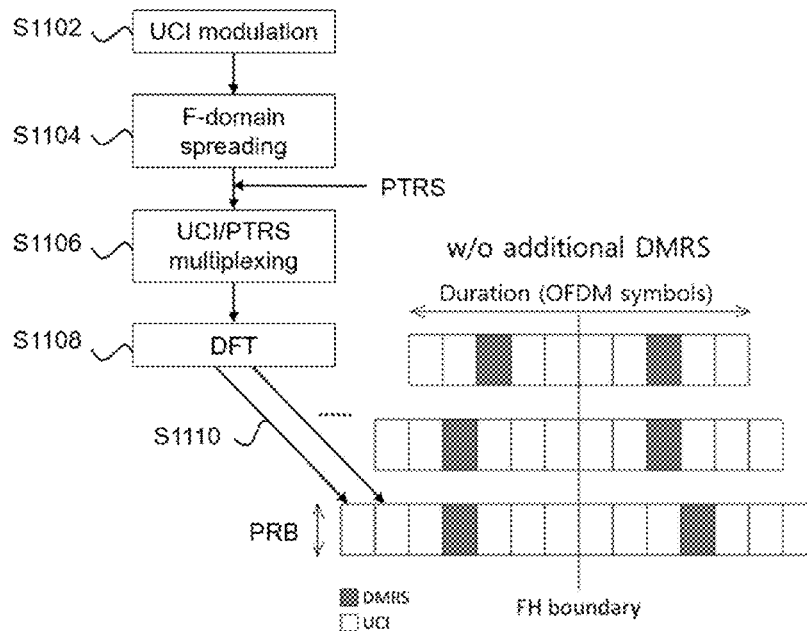 S1102
UCI modulation
S1104
F-domain
spreading
PTRS
S1106
UCI/PTRS
multiplexing
w/o additional DMRS
Duration (OFDM symbols)
S1108
DFT
......
S1110
PRB
DMRS
UCI
FH boundary